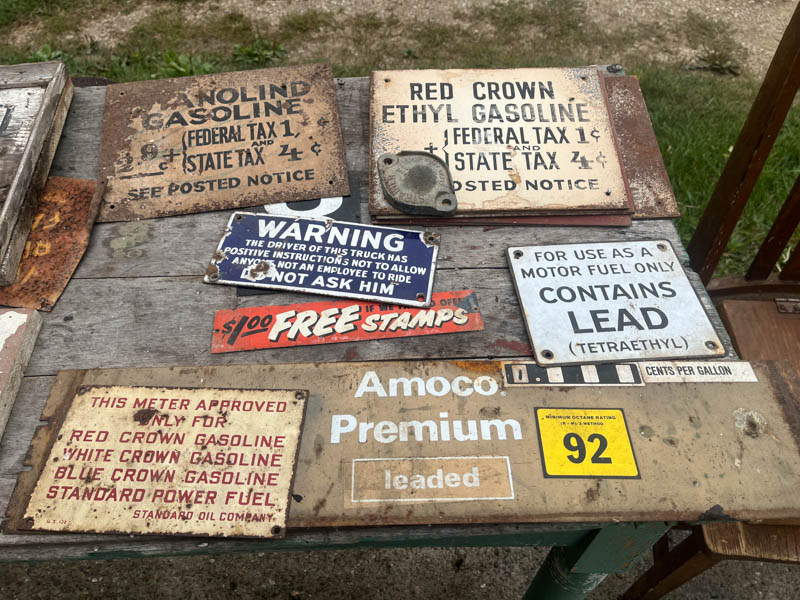 ANOLIND
GASOLINE
FEDERAL TAX 1
AND
STATE TAX 4¢
SEE POSTED NOTICE
RED CROWN
ETHYL GASOLINE
+ FEDERAL TAX 1¢
AND
STATE TAX 4¢
POSTED NOTICE
WARNING
THE DRIVER OF THIS TRUCK HAS
POSITIVE INSTRUCTIONS NOT TO ALLOW
ANYONE NOT AN EMPLOYEE TO RIDE
NOT ASK HIM
$1.00 FREE STAMPS
FOR USE AS A
MOTOR FUEL ONLY
CONTAINS
LEAD
(TETRAETHYL)
CENTS PER GALLON
Amoco
Premium
leaded
MINIMUM OCTANE RATING
(R+M)/2 METHOD
92
THIS METER APPROVED
ONLY FOR
RED CROWN GASOLINE
WHITE CROWN GASOLINE
BLUE CROWN GASOLINE
STANDARD POWER FUEL
STANDARD OIL COMPANY